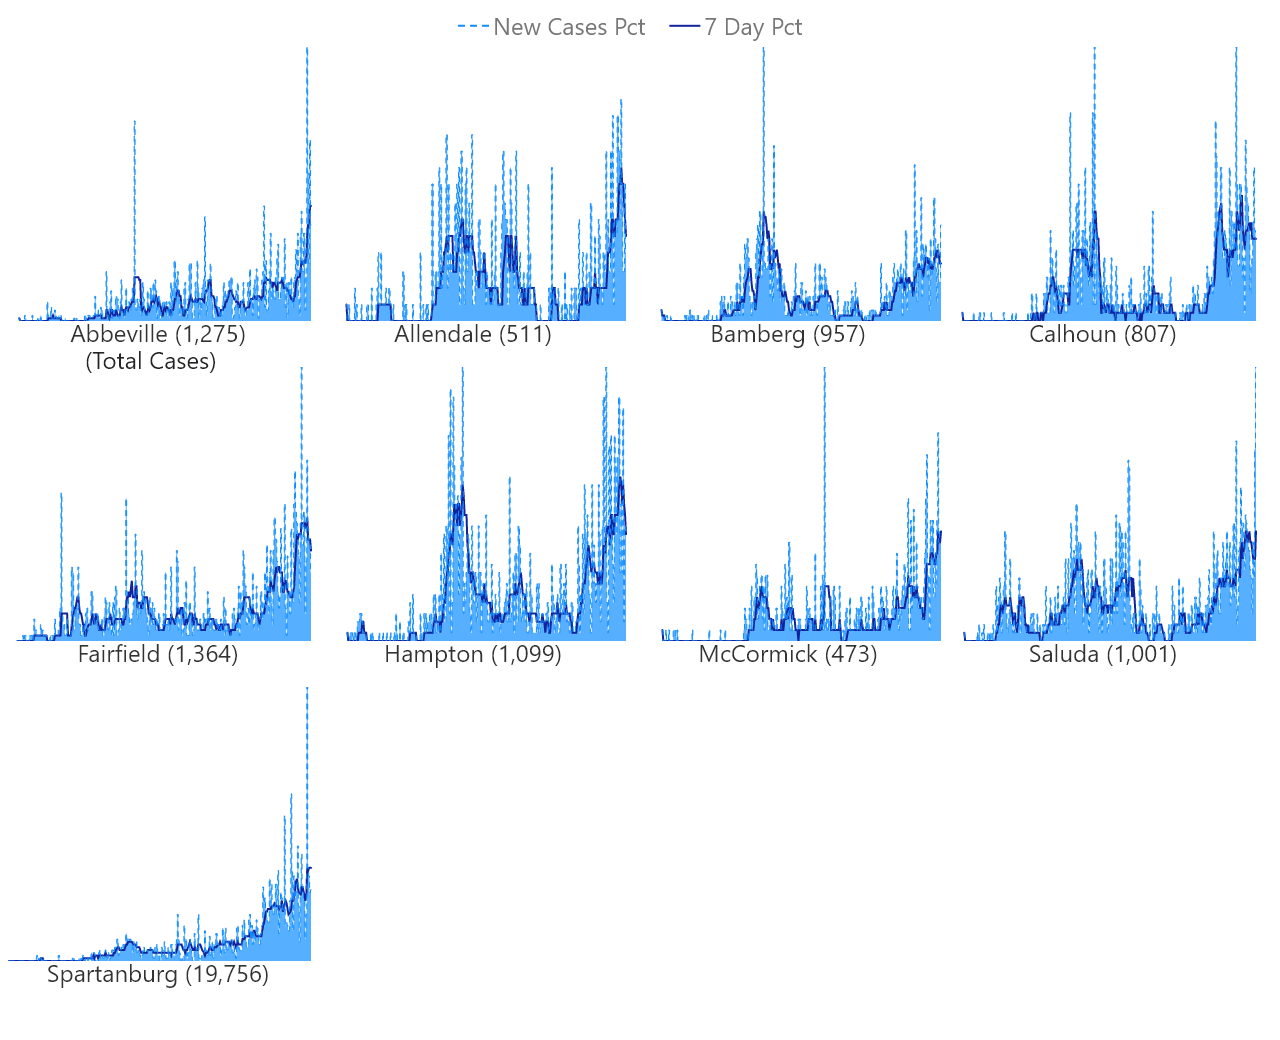 New Cases Pct 7 Day Pct
Abbeville (1,275)
(Total Cases)
Allendale (511)
Bamberg (957)
Calhoun (807)
Fairfield (1,364)
Hampton (1,099)
McCormick (473)
Saluda (1,001)
Spartanburg (19,756)